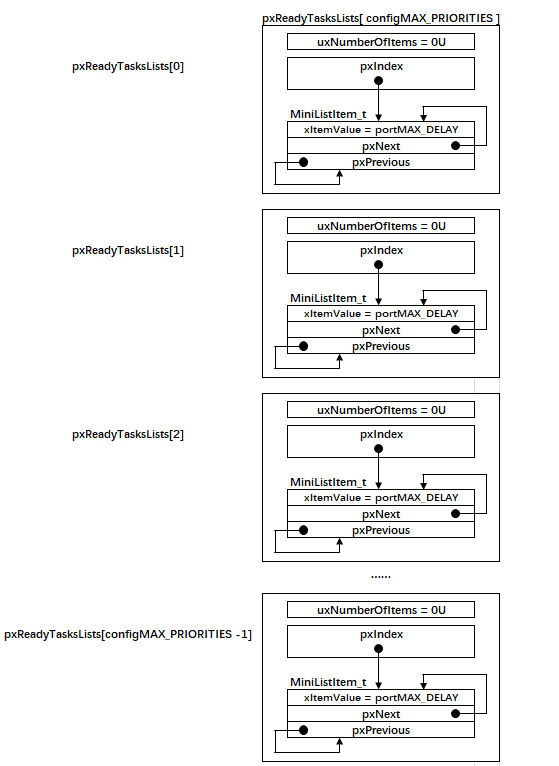 pxReadyTasksLists[ configMAX_PRIORITIES ]
uxNumberOfItems = 0U
pxReadyTasksLists[0]
pxIndex
MiniListItem_t
xItemValue = portMAX_DELAY
pxNext
pxPrevious
uxNumberOfItems = 0U
pxReadyTasksLists[1]
pxIndex
MiniListItem_t
xItemValue = portMAX_DELAY
pxNext
pxPrevious
uxNumberOfItems = 0U
pxReadyTasksLists[2]
pxIndex
MiniListItem_t
xItemValue = portMAX_DELAY
pxNext
pxPrevious
......
uxNumberOfItems = 0U
pxReadyTasksLists[configMAX_PRIORITIES -1]
pxIndex
MiniListItem_t
xItemValue = portMAX_DELAY
pxNext
pxPrevious